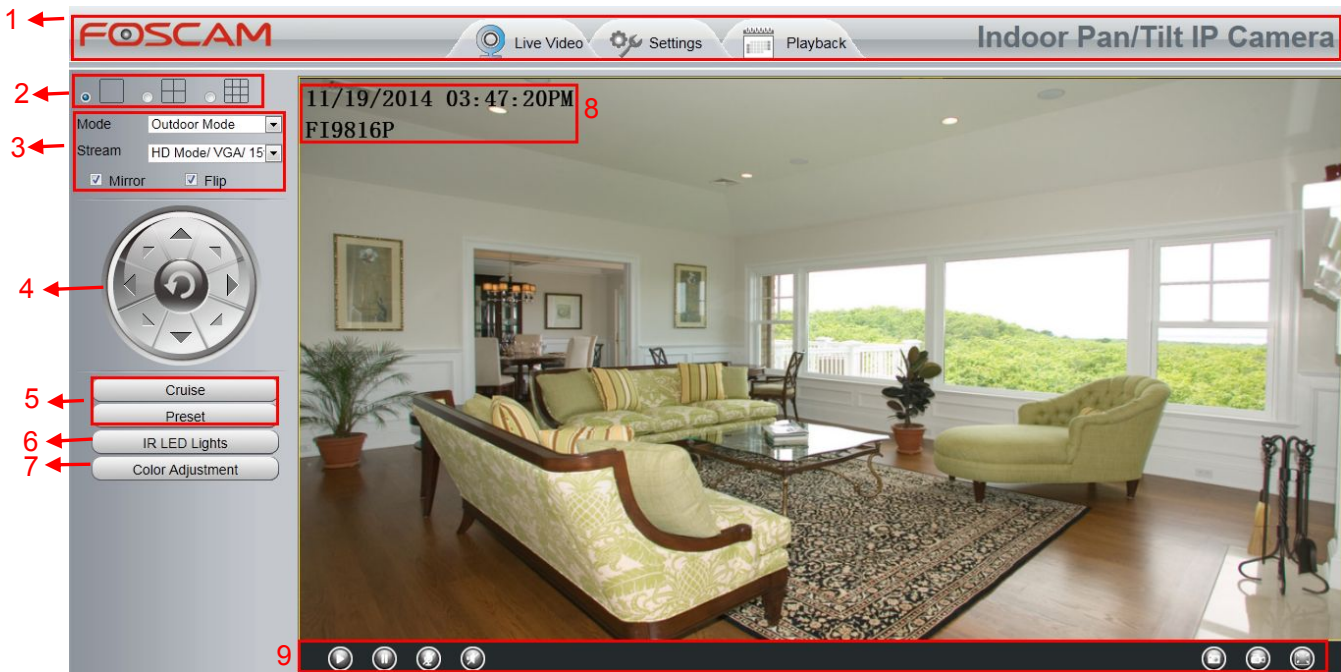 1
FOSCAM
Live Video
Settings
Playback
Indoor Pan/Tilt IP Camera
2
3
Mode
Outdoor Mode
Stream
HD Mode/ VGA/ 15
Mirror
Flip
8
11/19/2014 03:47:20PM
FI9816P
4
5
Cruise
Preset
6
IR LED Lights
7
Color Adjustment
9